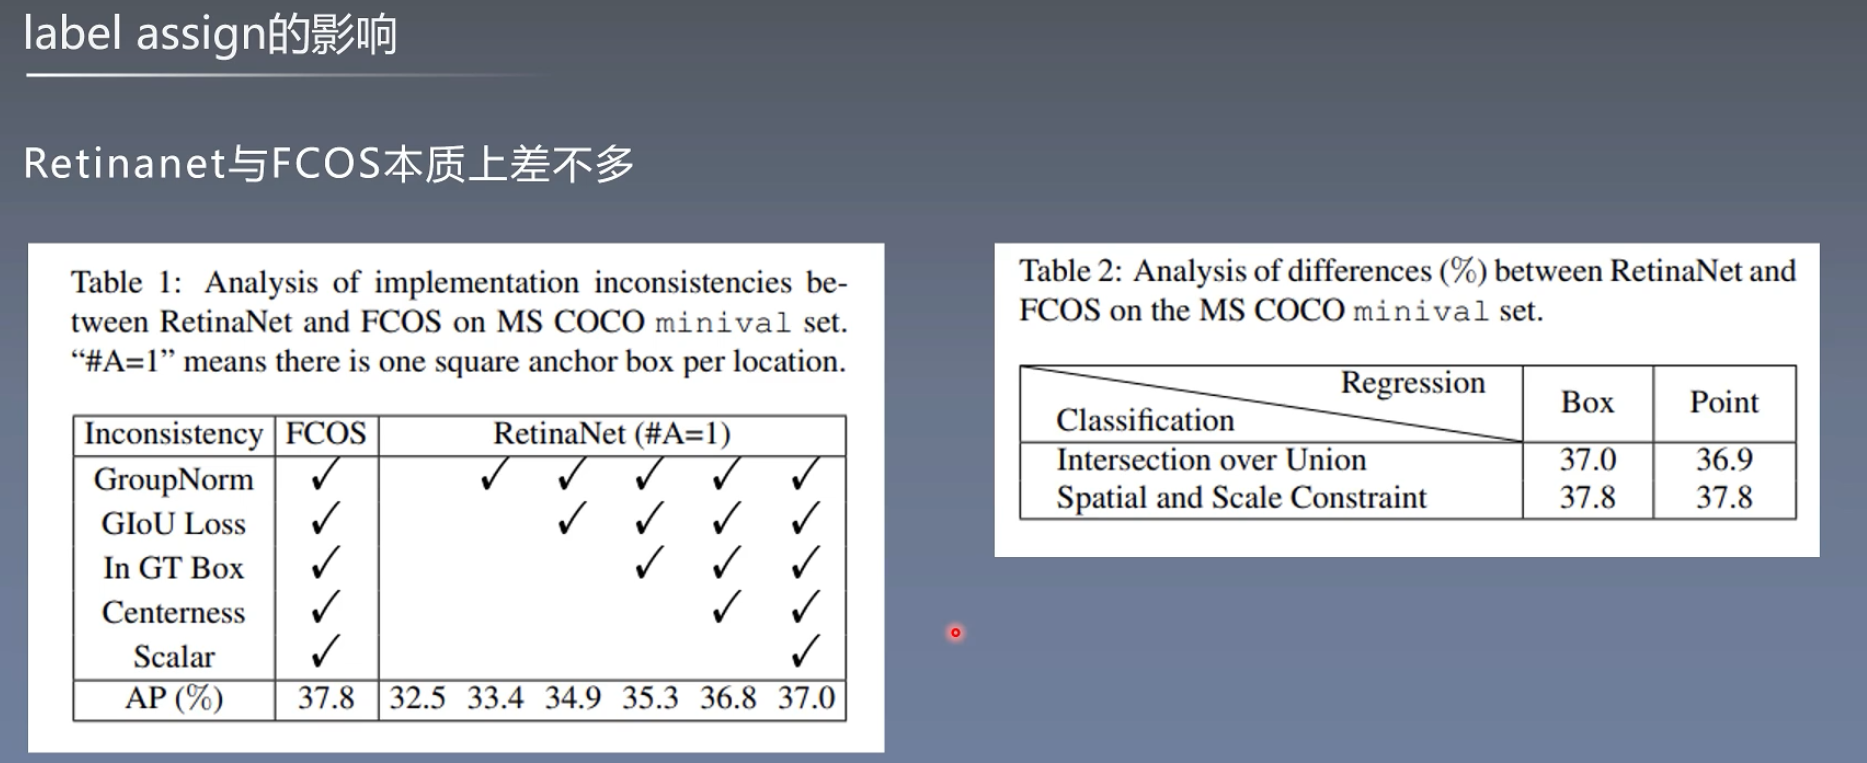 label assign的影响
Retinanet与FCOS本质上差不多
Table 1: Analysis of implementation inconsistencies be-
tween RetinaNet and FCOS on MS COCO minival set.
“#A=1” means there is one square anchor box per location.
Inconsistency FCOS RetinaNet (#A=1)
GroupNorm ✓ ✓ ✓ ✓ ✓ ✓
GIoU Loss ✓ ✓ ✓ ✓ ✓
In GT Box ✓ ✓ ✓ ✓
Centerness ✓ ✓ ✓
Scalar ✓ ✓
AP (%) 37.8 32.5 33.4 34.9 35.3 36.8 37.0
Table 2: Analysis of differences (%) between RetinaNet and
FCOS on the MS COCO minival set.
Regression
Classification
Box Point
Intersection over Union 37.0 36.9
Spatial and Scale Constraint 37.8 37.8